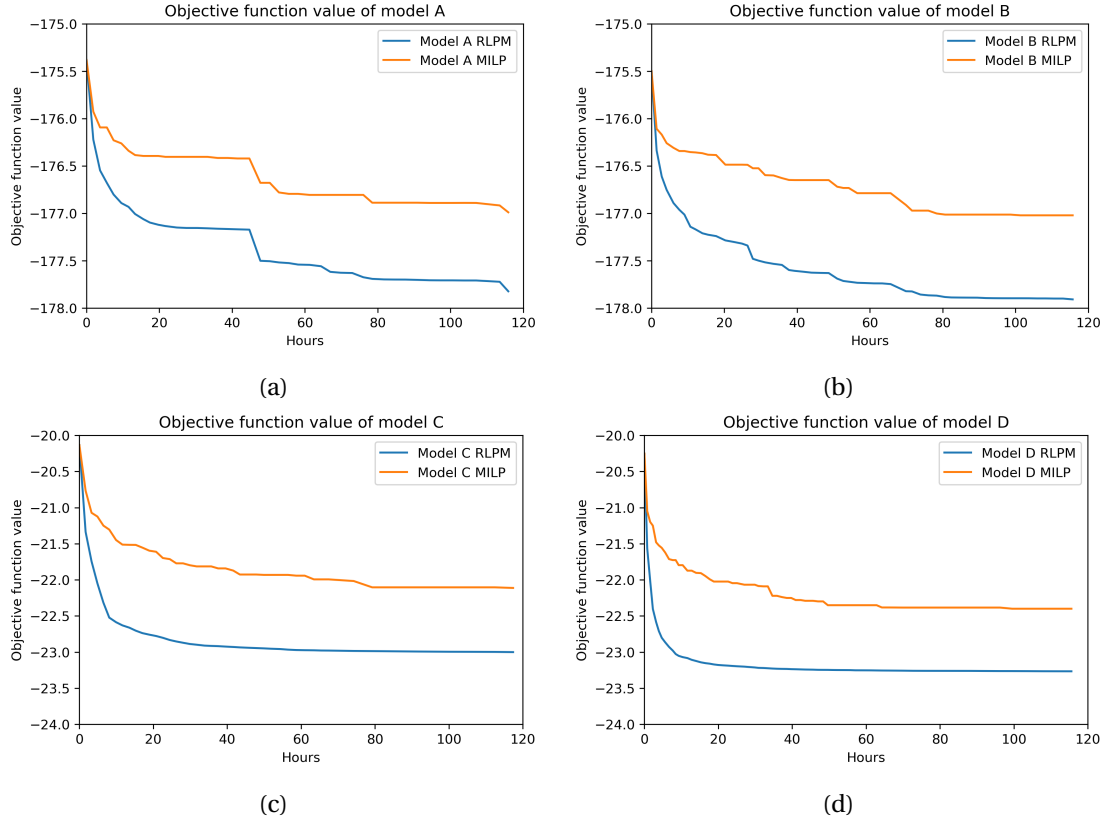 Objective function value of model A
−175.0
−175.5
−176.0
−176.5
−177.0
−177.5
−178.0
Objective function value
0 20 40 60 80 100 120
Hours
Model A RLPM
Model A MILP
(a)
Objective function value of model B
−175.0
−175.5
−176.0
−176.5
−177.0
−177.5
−178.0
Objective function value
0 20 40 60 80 100 120
Hours
Model B RLPM
Model B MILP
(b)
Objective function value of model C
−20.0
−20.5
−21.0
−21.5
−22.0
−22.5
−23.0
−23.5
−24.0
Objective function value
0 20 40 60 80 100 120
Hours
Model C RLPM
Model C MILP
(c)
Objective function value of model D
−20.0
−20.5
−21.0
−21.5
−22.0
−22.5
−23.0
−23.5
−24.0
Objective function value
0 20 40 60 80 100 120
Hours
Model D RLPM
Model D MILP
(d)